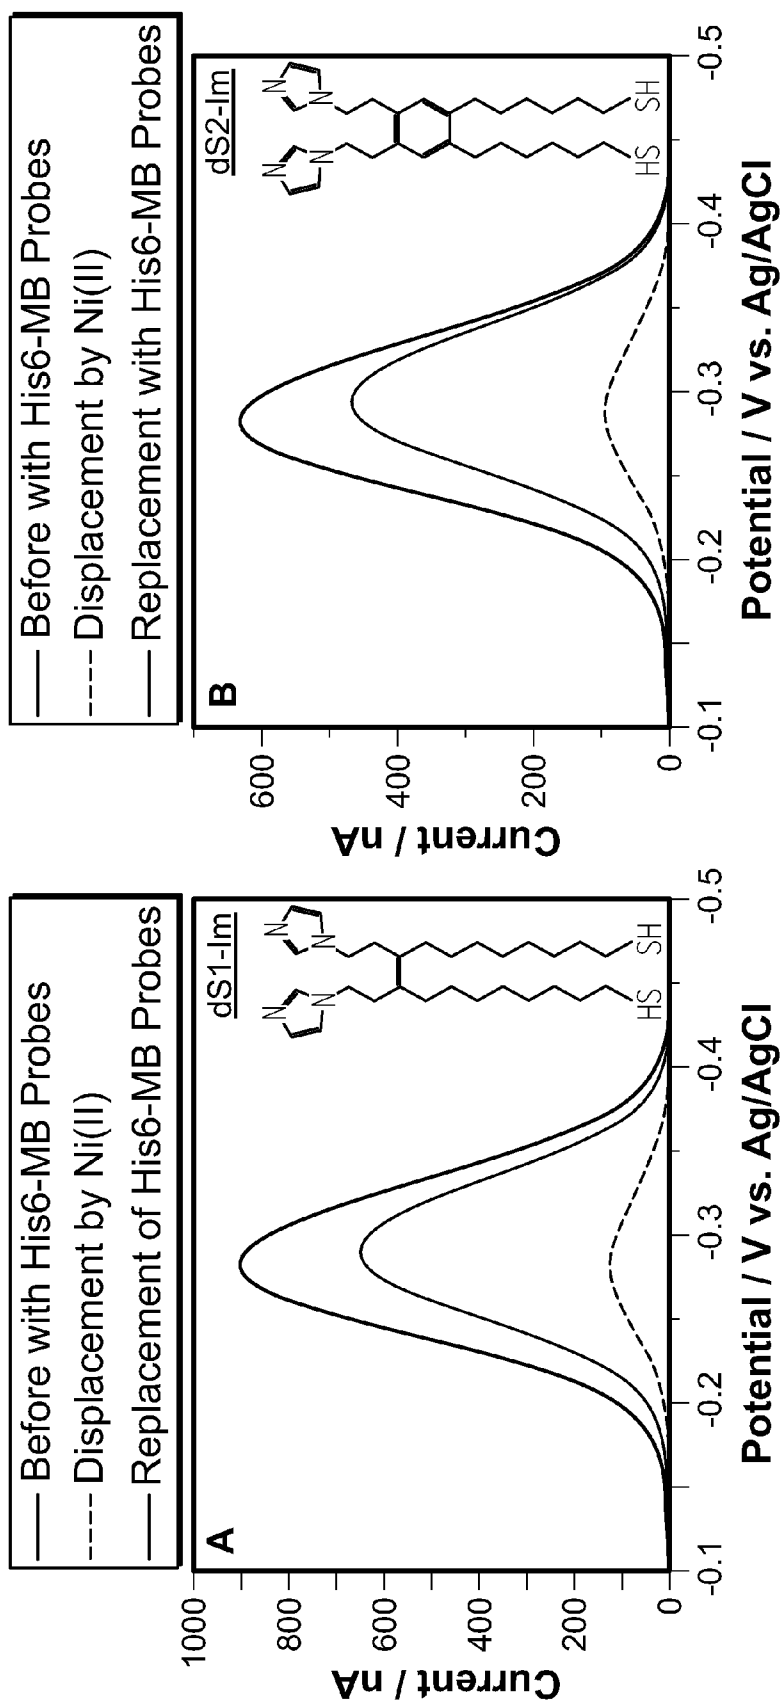 Before with His6-MB Probes
Displacement by Ni(II)
Replacement of His6-MB Probes
A
dS1-Im
N
N
N
N
HS
SH
1000
800
600
400
200
0
Current / nA
-0.1
-0.2
-0.3
-0.4
-0.5
Potential / V vs. Ag/AgCl
Before with His6-MB Probes
Displacement by Ni(II)
Replacement with His6-MB Probes
B
dS2-Im
N
N
N
N
HS
SH
600
400
200
0
Current / nA
-0.1
-0.2
-0.3
-0.4
-0.5
Potential / V vs. Ag/AgCl